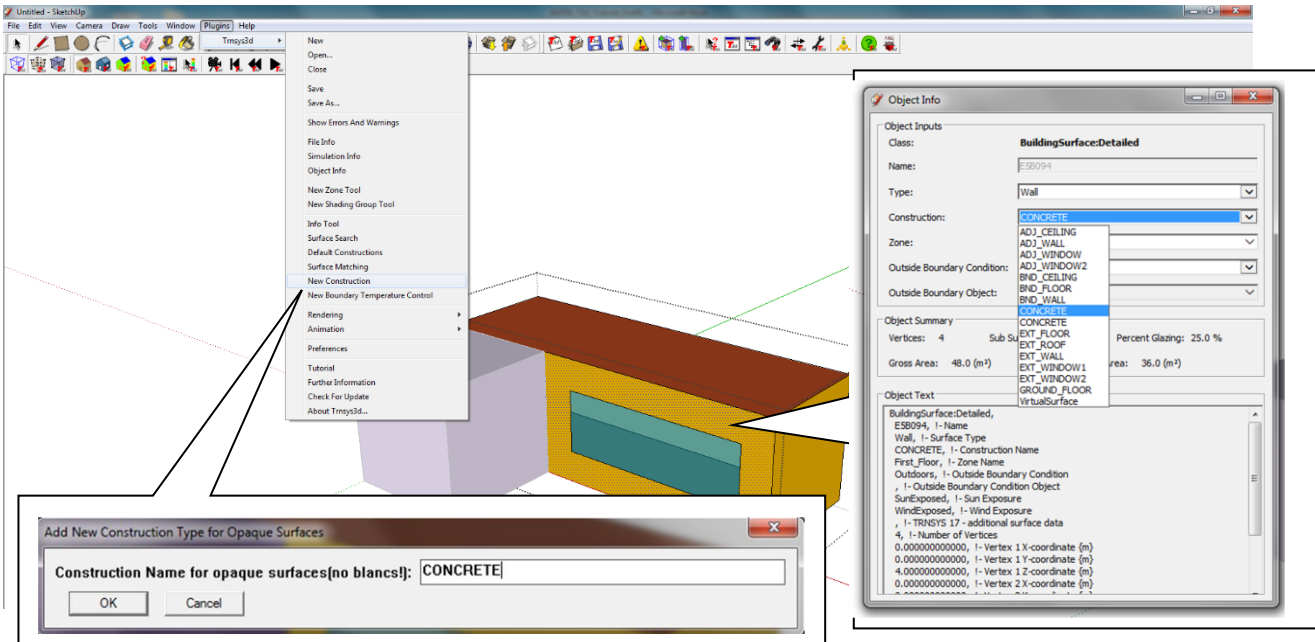 Untitled - SketchUp
File Edit View Camera Draw Tools Window Plugins Help
Trnsys3d
New
Open...
Close
Save
Save As...
Show Errors And Warnings
File Info
Simulation Info
Object Info
New Zone Tool
New Shading Group Tool
Info Tool
Surface Search
Default Constructions
Surface Matching
New Construction
New Boundary Temperature Control
Rendering
Animation
Preferences
Tutorial
Further Information
Check For Update
About Trnsys3d...
Add New Construction Type for Opaque Surfaces
Construction Name for opaque surfaces(no blancs!): CONCRETE
OK Cancel
Object Info
Object Inputs
Class: BuildingSurface:Detailed
Name: E5B094
Type: Wall
Construction: CONCRETE
Zone:
Outside Boundary Condition:
Outside Boundary Object:
ADJ_CEILING
ADJ_WALL
ADJ_WINDOW
ADJ_WINDOW2
BND_CEILING
BND_FLOOR
BND_WALL
CONCRETE
CONCRETE
EXT_FLOOR
EXT_ROOF
EXT_WALL
EXT_WINDOW1
EXT_WINDOW2
GROUND_FLOOR
VirtualSurface
Object Summary
Vertices: 4 Sub Su Percent Glazing: 25.0 %
Gross Area: 48.0 (m²) rea: 36.0 (m²)
Object Text
BuildingSurface:Detailed,
E5B094, !- Name
Wall, !- Surface Type
CONCRETE, !- Construction Name
First_Floor, !- Zone Name
Outdoors, !- Outside Boundary Condition
, !- Outside Boundary Condition Object
SunExposed, !- Sun Exposure
WindExposed, !- Wind Exposure
, !- TRNSYS 17 - additional surface data
4, !- Number of Vertices
0.000000000000, !- Vertex 1 X-coordinate {m}
0.000000000000, !- Vertex 1 Y-coordinate {m}
4.000000000000, !- Vertex 1 Z-coordinate {m}
0.000000000000, !- Vertex 2 X-coordinate {m}